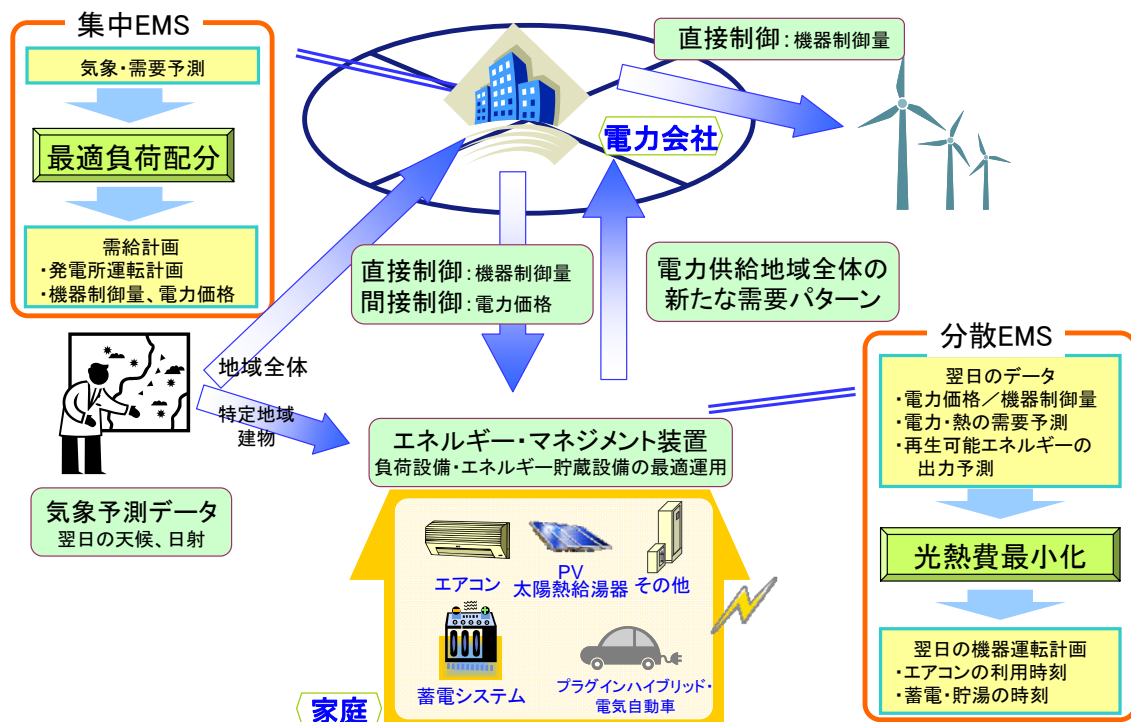 集中EMS
気象・需要予測
最適負荷配分
需給計画
・発電所運転計画
・機器制御量、電力価格
直接制御：機器制御量
電力会社
直接制御：機器制御量
間接制御：電力価格
電力供給地域全体の
新たな需要パターン
地域全体
特定地域
建物
気象予測データ
翌日の天候、日射
エネルギー・マネジメント装置
負荷設備・エネルギー貯蔵設備の最適運用
エアコン
PV
太陽熱給湯器
その他
蓄電システム
プラグインハイブリッド・
電気自動車
家庭
分散EMS
翌日のデータ
・電力価格／機器制御量
・電力・熱の需要予測
・再生可能エネルギーの
出力予測
光熱費最小化
翌日の機器運転計画
・エアコンの利用時刻
・蓄電・貯湯の時刻